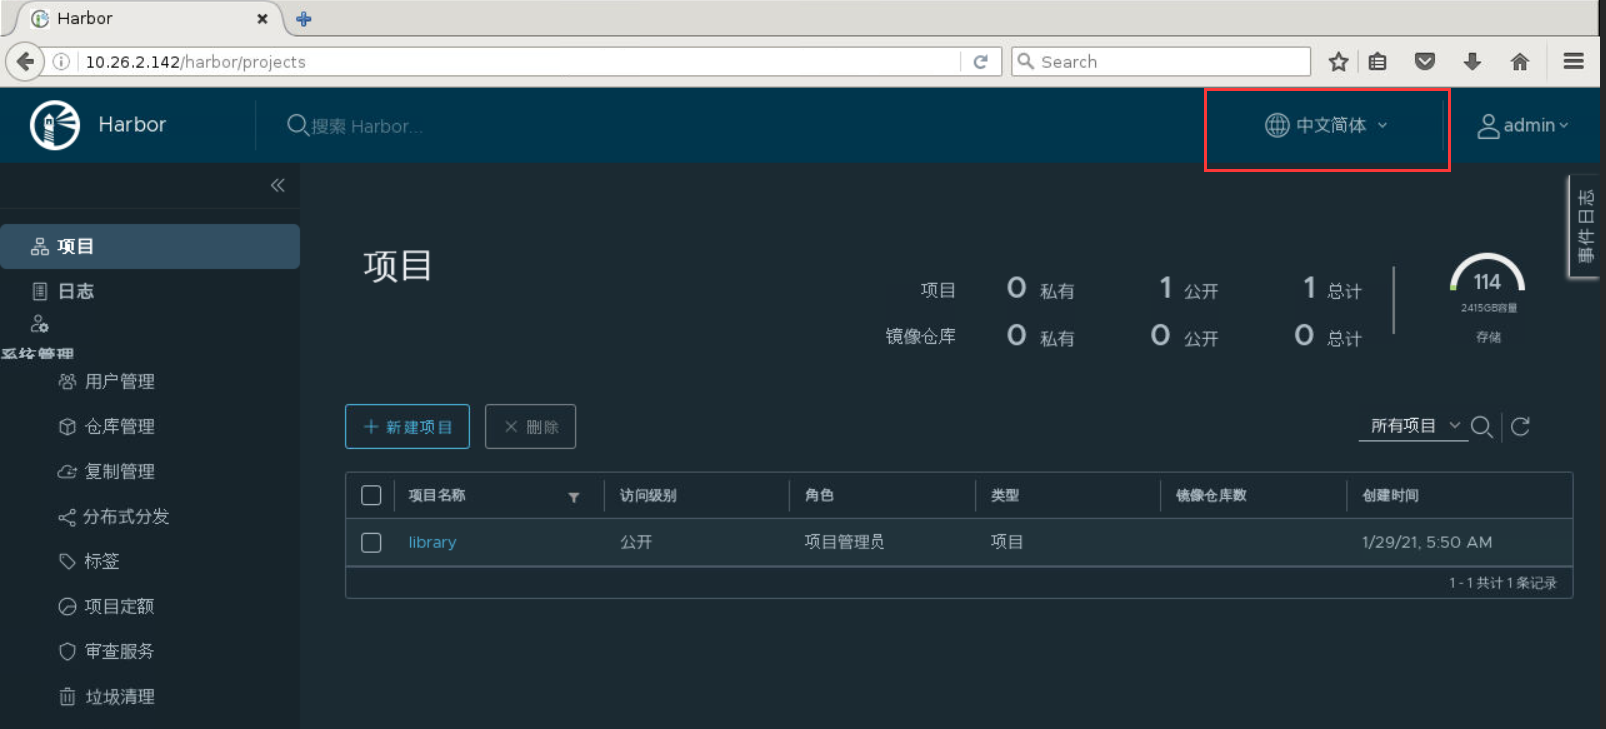 Harbor
10.26.2.142/harbor/projects
Search
Harbor
搜索 Harbor...
中文简体
admin
事件日志
项目
日志
系统管理
用户管理
仓库管理
复制管理
分布式分发
标签
项目定额
审查服务
垃圾清理
项目
项目 0 私有 1 公开 1 总计
镜像仓库 0 私有 0 公开 0 总计
114
2415GB容量
存储
新建项目 删除
所有项目
项目名称 访问级别 角色 类型 镜像仓库数 创建时间
library 公开 项目管理员 项目 1/29/21, 5:50 AM
1 - 1 共计 1 条记录